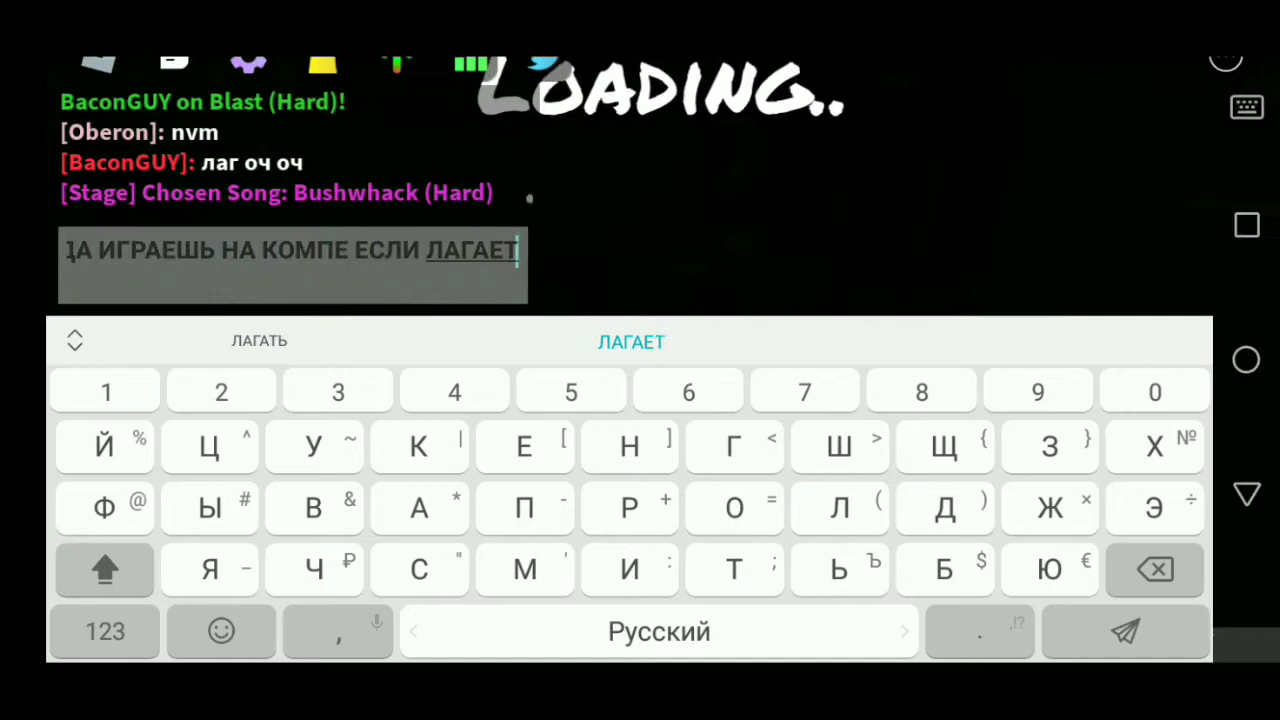 LOADING..
BaconGUY on Blast (Hard)!
[Oberon]: nvm
[BaconGUY]: лаг оч оч
[Stage] Chosen Song: Bushwhack (Hard)
ИГРАЕШЬ НА КОМПЕ ЕСЛИ ЛАГАЕТ
ЛАГАТЬ ЛАГАЕТ
1 2 3 4 5 6 7 8 9 0
Й % Ц ^ У ~ К | Е [ Н ] Г < Ш > Щ { З } Х №
Ф @ Ы # В & А * П - Р + О = Л ( Д ) Ж × Э ÷
Я – Ч ₽ С " М ' И : Т ; Ь Ъ Б $ Ю €
123 , < Русский > . ,!?